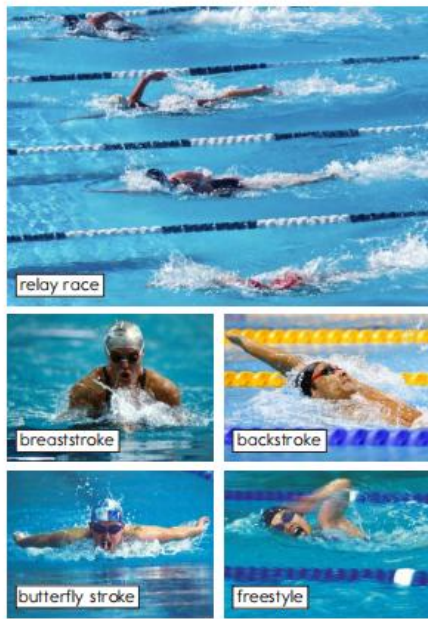 relay race
breaststroke
backstroke
butterfly stroke
freestyle